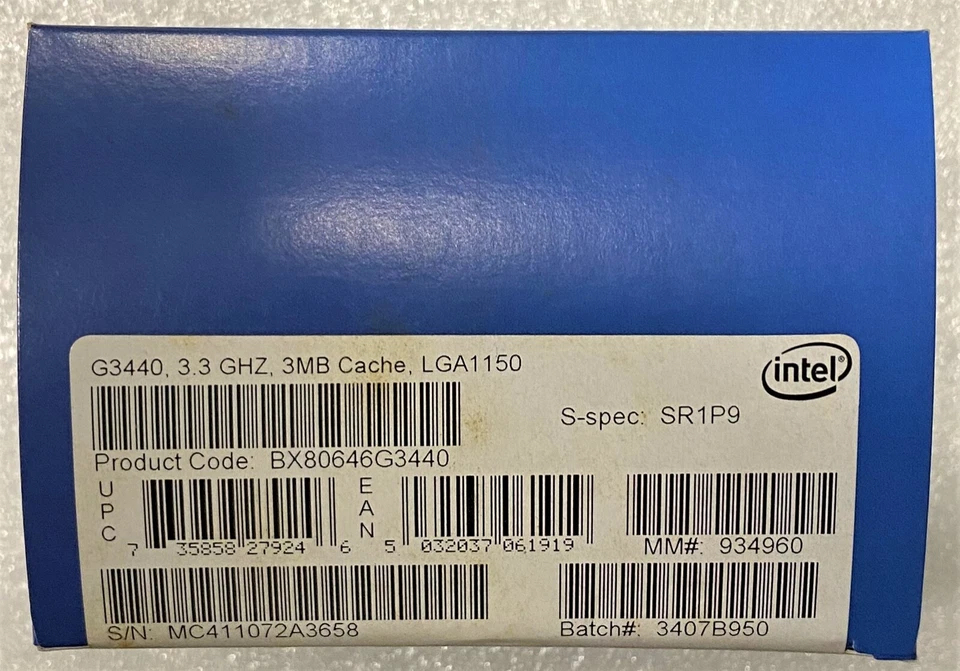 G3440, 3.3 GHZ, 3MB Cache, LGA1150
intel®
S-spec: SR1P9
Product Code: BX80646G3440
UPC
7 35858 27924 6
EAN
5 032037 061919
MM#: 934960
S/N: MC411072A3658
Batch#: 3407B950